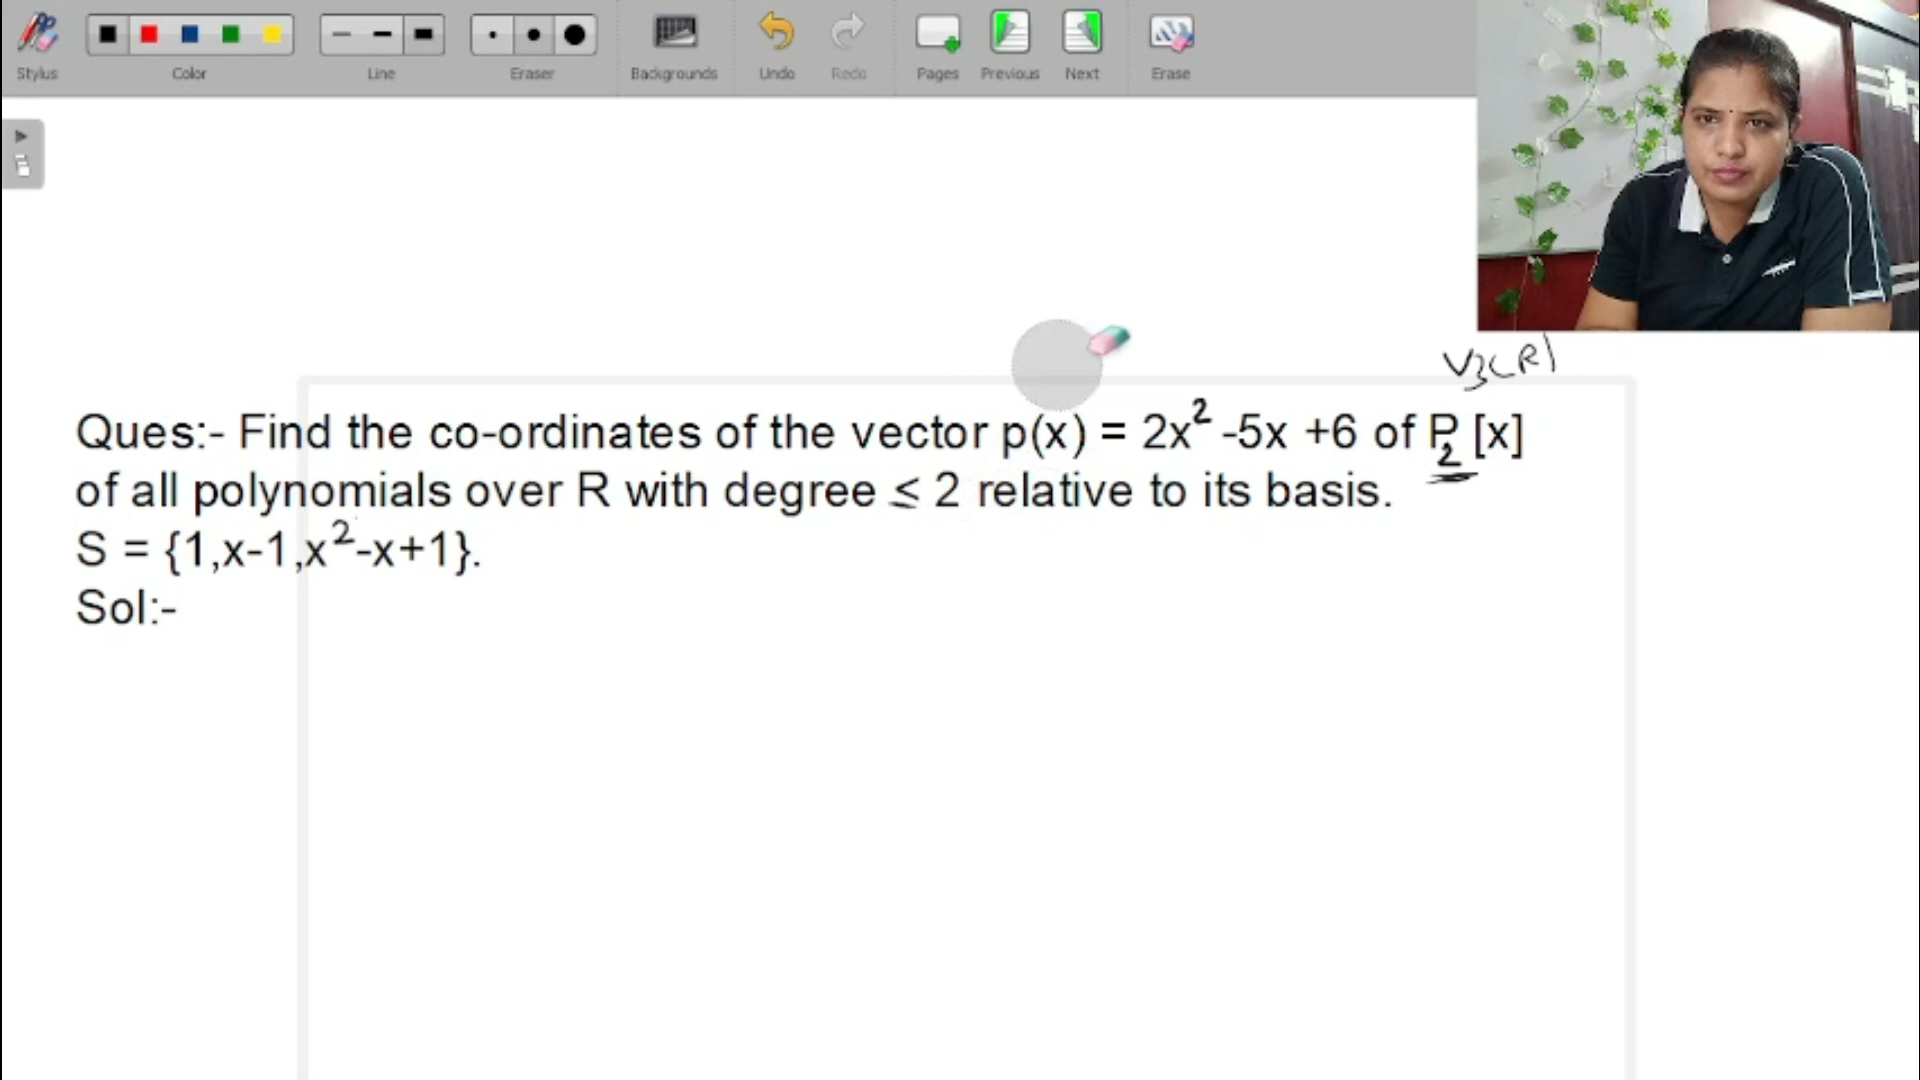 Stylus Color Line Eraser Backgrounds Undo Redo Pages Previous Next Erase
V3(R)
Ques:- Find the co-ordinates of the vector p(x) = 2x² -5x +6 of P₂ [x]
of all polynomials over R with degree ≤ 2 relative to its basis.
S = {1,x-1,x²-x+1}.
Sol:-